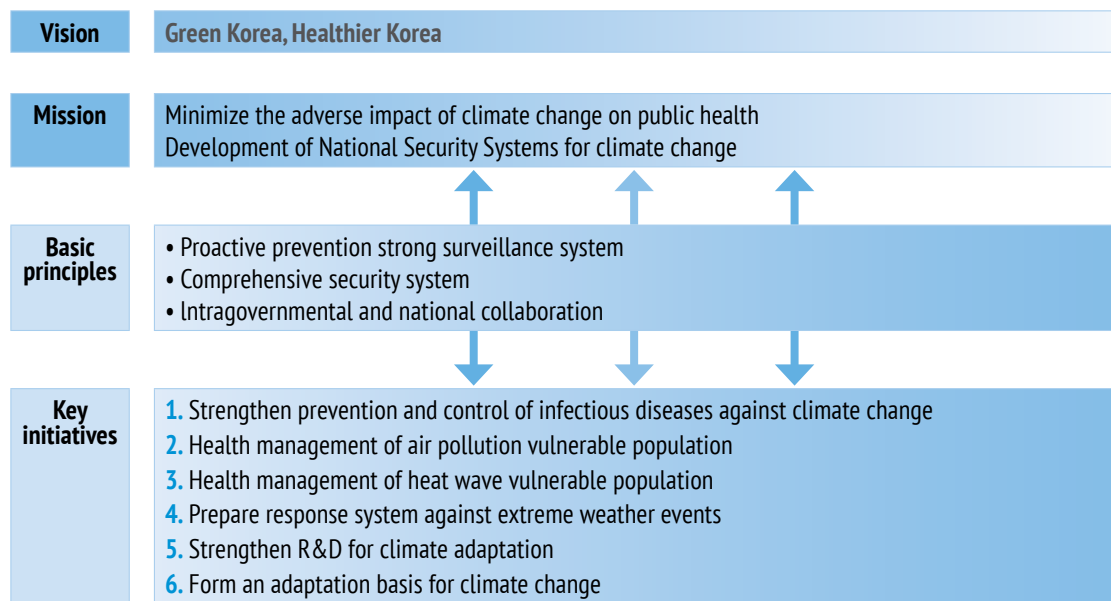 Vision
Green Korea, Healthier Korea
Mission
Minimize the adverse impact of climate change on public health
Development of National Security Systems for climate change
Basic
principles
• Proactive prevention strong surveillance system
• Comprehensive security system
• Intragovernmental and national collaboration
Key
initiatives
1. Strengthen prevention and control of infectious diseases against climate change
2. Health management of air pollution vulnerable population
3. Health management of heat wave vulnerable population
4. Prepare response system against extreme weather events
5. Strengthen R&D for climate adaptation
6. Form an adaptation basis for climate change